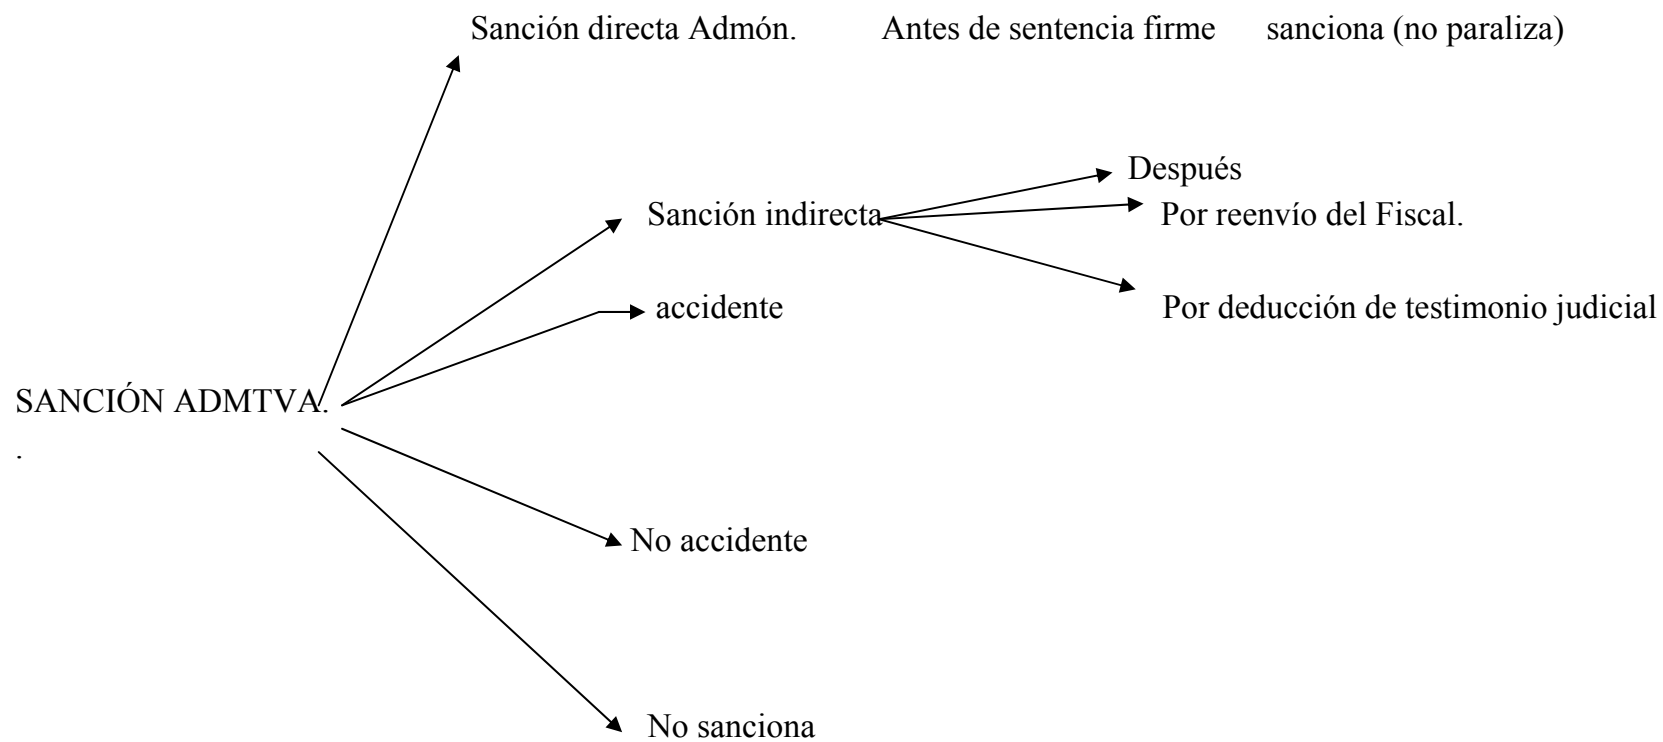 Sanción directa Admón. Antes de sentencia firme sanciona (no paraliza)
Después
Sanción indirecta Por reenvío del Fiscal.
accidente Por deducción de testimonio judicial
SANCIÓN ADMTVA.
.
No accidente
No sanciona